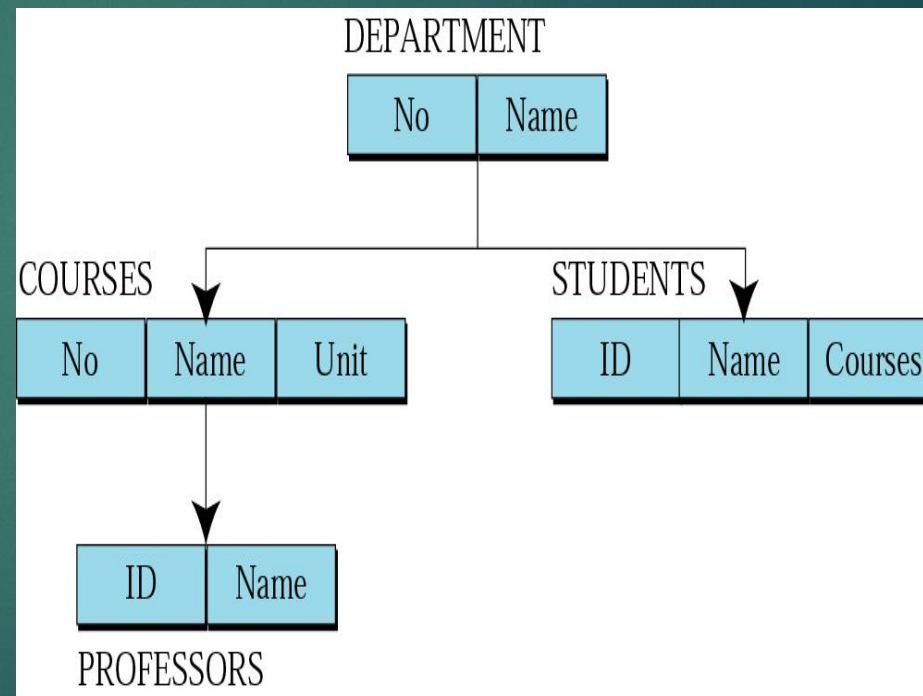 DEPARTMENT
No Name
COURSES STUDENTS
No Name Unit ID Name Courses
ID Name
PROFESSORS